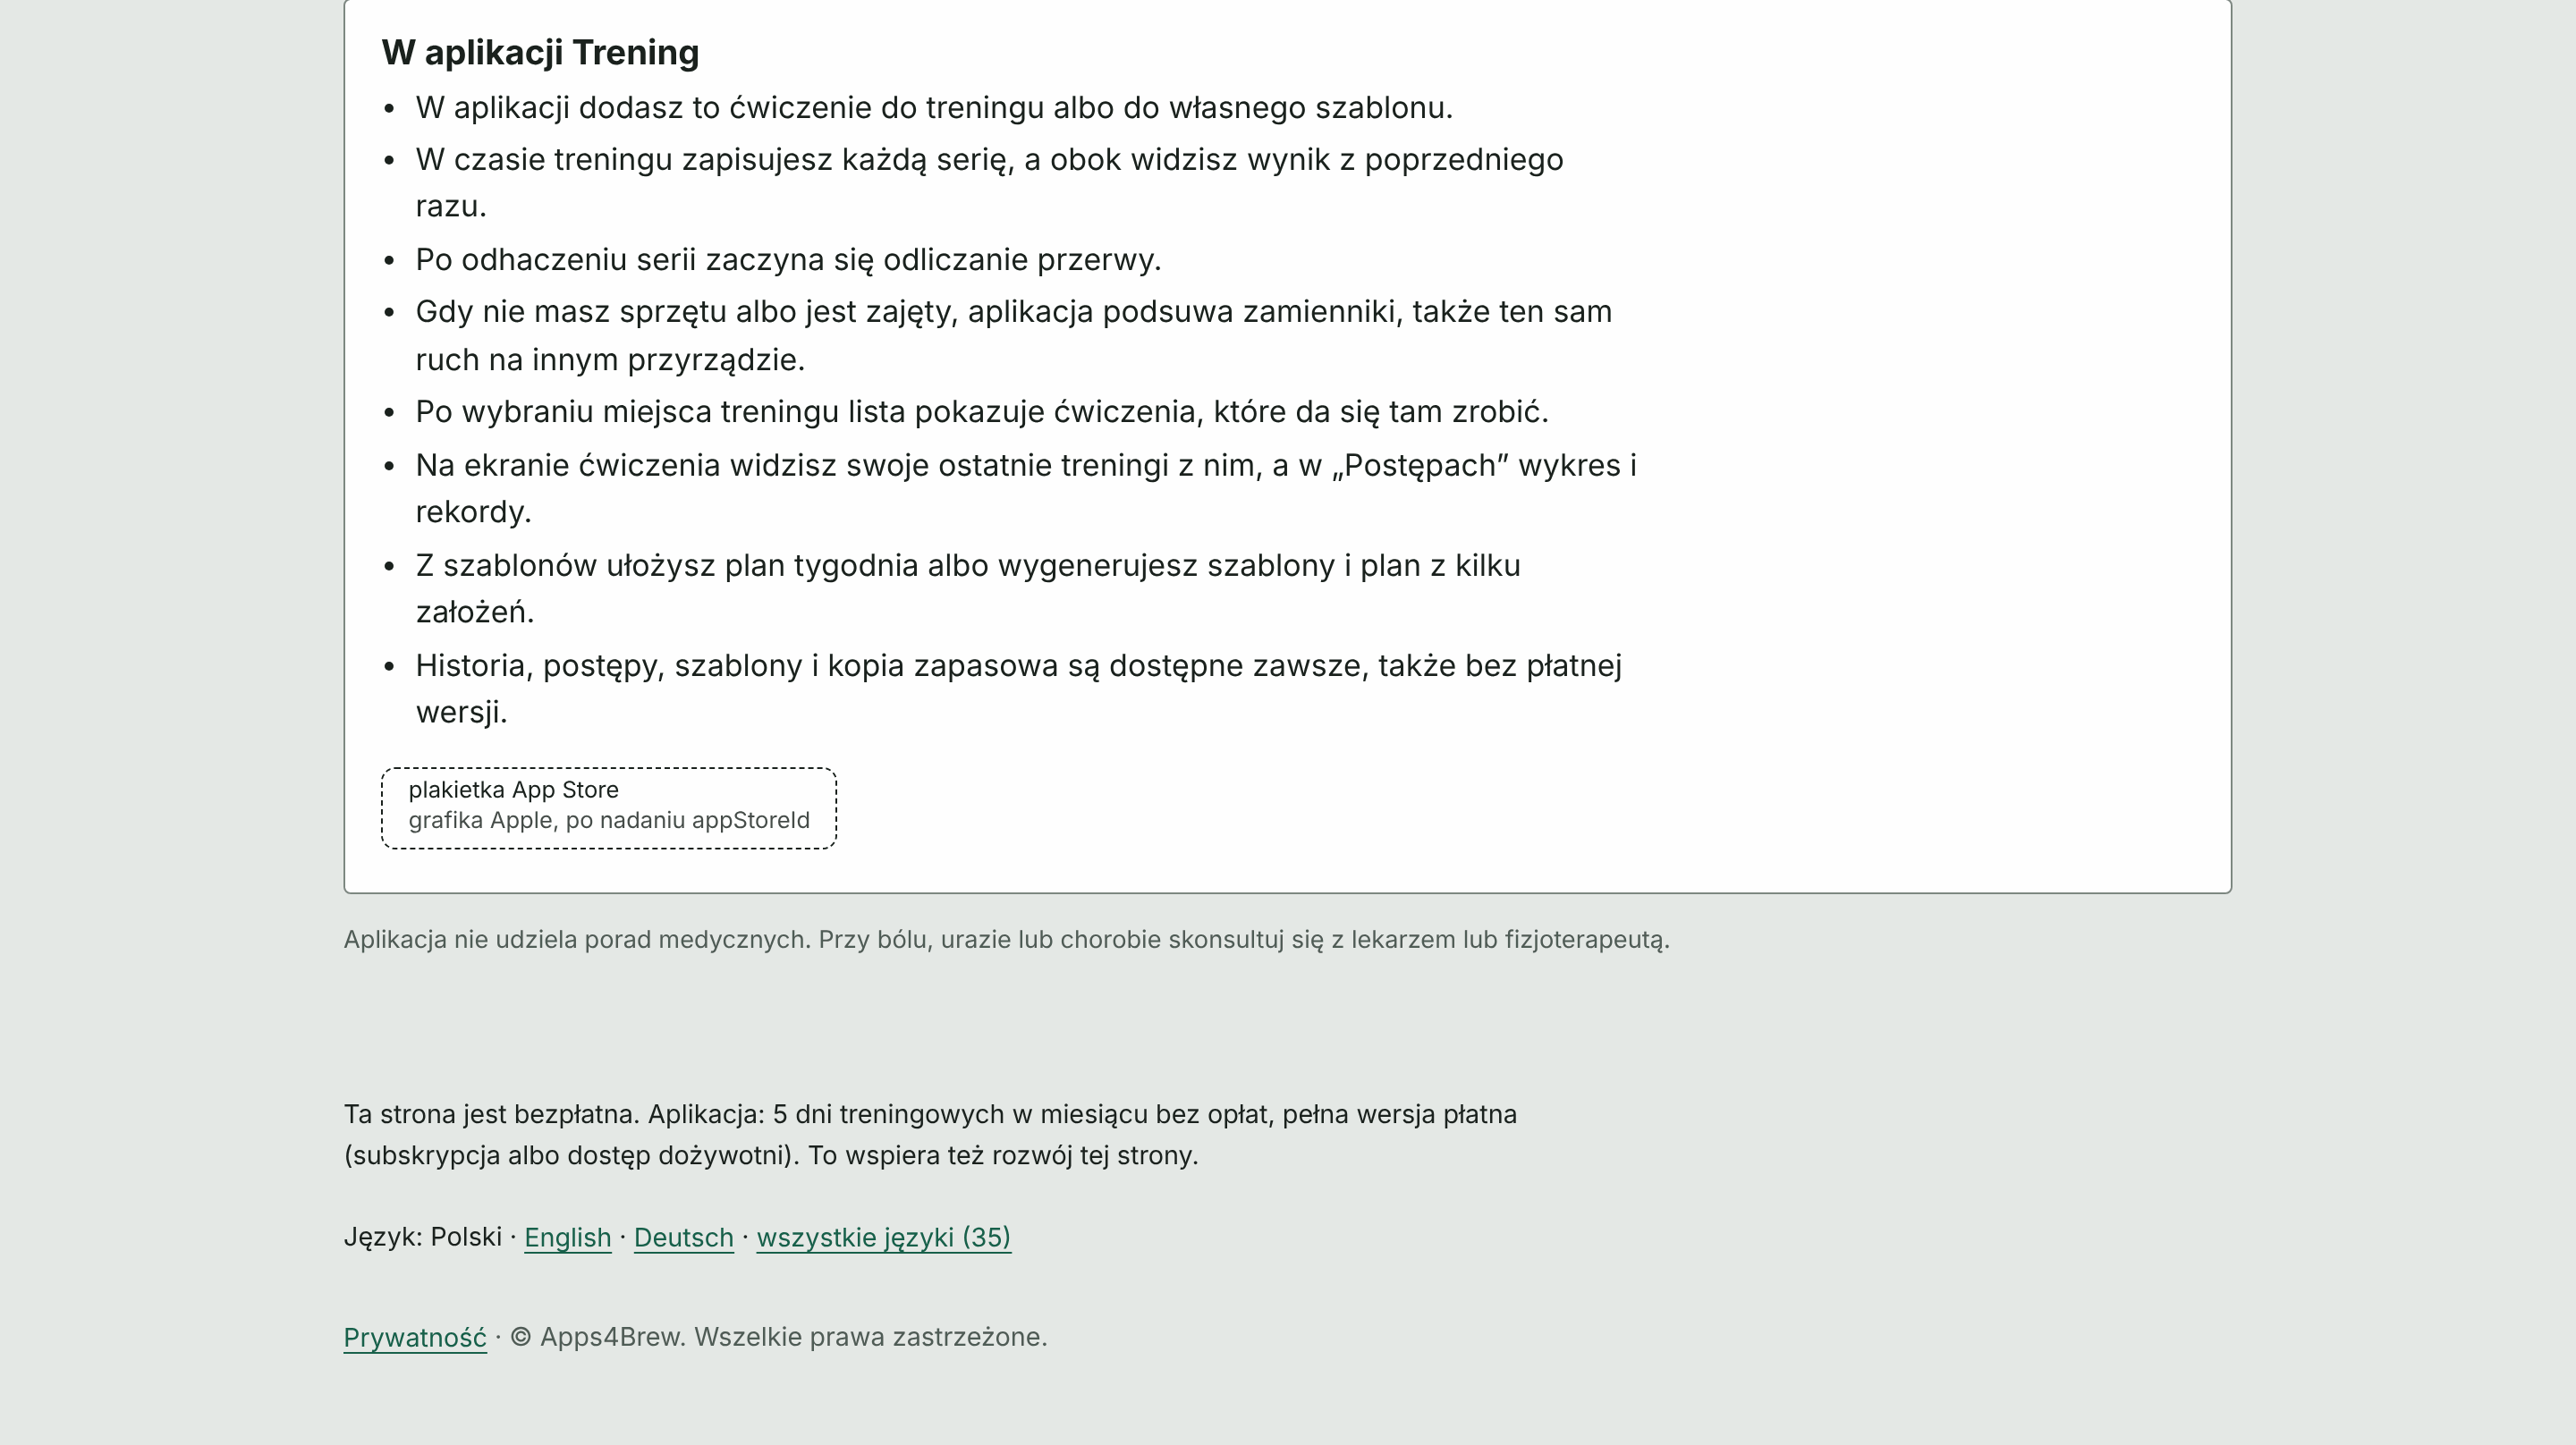 W aplikacji Trening
• W aplikacji dodasz to ćwiczenie do treningu albo do własnego szablonu.
• W czasie treningu zapisujesz każdą serię, a obok widzisz wynik z poprzedniego
razu.
• Po odhaczeniu serii zaczyna się odliczanie przerwy.
• Gdy nie masz sprzętu albo jest zajęty, aplikacja podsuwa zamienniki, także ten sam
ruch na innym przyrządzie.
• Po wybraniu miejsca treningu lista pokazuje ćwiczenia, które da się tam zrobić.
• Na ekranie ćwiczenia widzisz swoje ostatnie treningi z nim, a w „Postępach” wykres i
rekordy.
• Z szablonów ułożysz plan tygodnia albo wygenerujesz szablony i plan z kilku
założeń.
• Historia, postępy, szablony i kopia zapasowa są dostępne zawsze, także bez płatnej
wersji.
plakietka App Store
grafika Apple, po nadaniu appStoreId
Aplikacja nie udziela porad medycznych. Przy bólu, urazie lub chorobie skonsultuj się z lekarzem lub fizjoterapeutą.
Ta strona jest bezpłatna. Aplikacja: 5 dni treningowych w miesiącu bez opłat, pełna wersja płatna
(subskrypcja albo dostęp dożywotni). To wspiera też rozwój tej strony.
Język: Polski · English · Deutsch · wszystkie języki (35)
Prywatność · © Apps4Brew. Wszelkie prawa zastrzeżone.